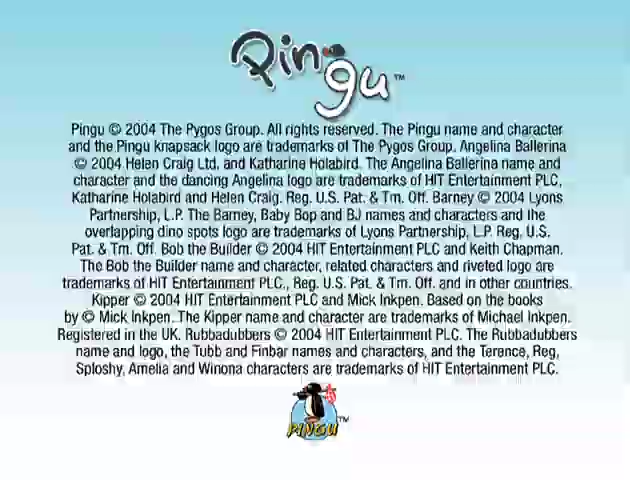 Pingu™
Pingu © 2004 The Pygos Group. All rights reserved. The Pingu name and character
and the Pingu knapsack logo are trademarks of The Pygos Group. Angelina Ballerina
© 2004 Helen Craig Ltd. and Katharine Holabird. The Angelina Ballerina name and
character and the dancing Angelina logo are trademarks of HIT Entertainment PLC,
Katharine Holabird and Helen Craig. Reg. U.S. Pat. & Tm. Off. Barney © 2004 Lyons
Partnership, L.P. The Barney, Baby Bop and BJ names and characters and the
overlapping dino spots logo are trademarks of Lyons Partnership, L.P. Reg. U.S.
Pat. & Tm. Off. Bob the Builder © 2004 HIT Entertainment PLC and Keith Chapman.
The Bob the Builder name and character, related characters and riveted logo are
trademarks of HIT Entertainment PLC., Reg. U.S. Pat. & Tm. Off. and in other countries.
Kipper © 2004 HIT Entertainment PLC and Mick Inkpen. Based on the books
by © Mick Inkpen. The Kipper name and character are trademarks of Michael Inkpen.
Registered in the UK. Rubbadubbers © 2004 HIT Entertainment PLC. The Rubbadubbers
name and logo, the Tubb and Finbar names and characters, and the Terence, Reg,
Sploshy, Amelia and Winona characters are trademarks of HIT Entertainment PLC.
PINGU™